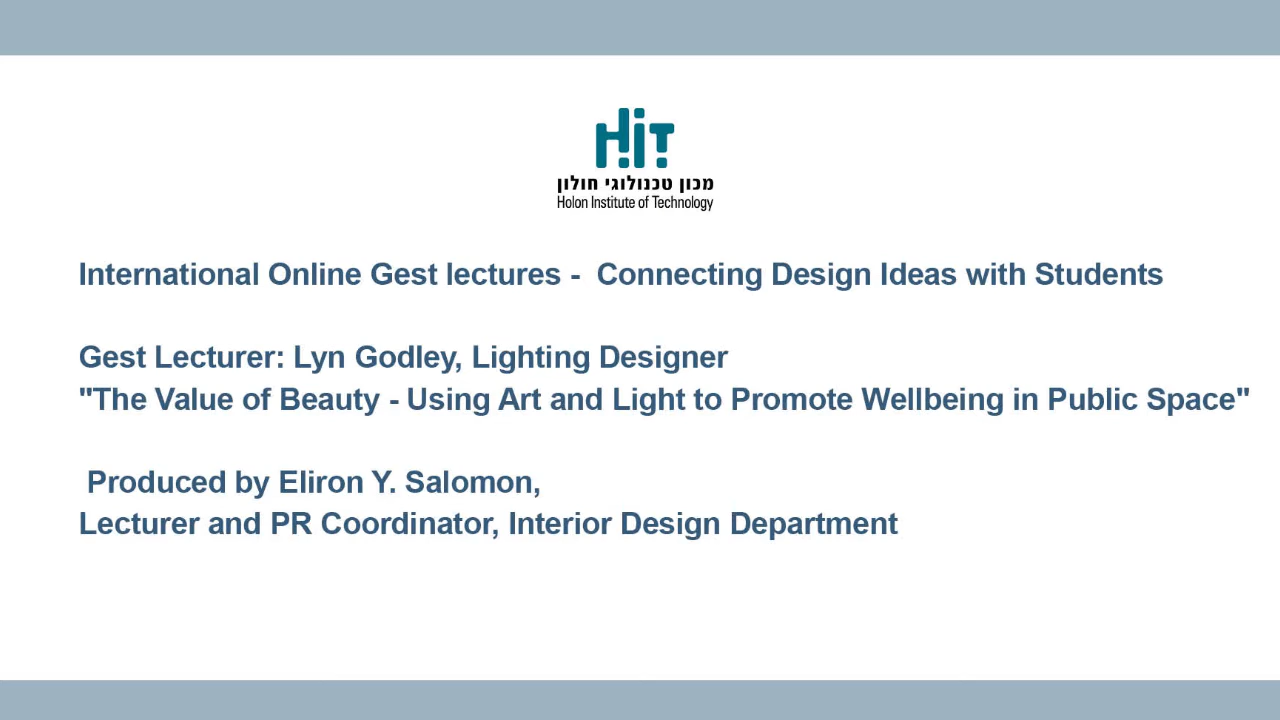 HiT
מכון טכנולוגי חולון
Holon Institute of Technology
International Online Gest lectures -  Connecting Design Ideas with Students
Gest Lecturer: Lyn Godley, Lighting Designer
"The Value of Beauty - Using Art and Light to Promote Wellbeing in Public Space"
Produced by Eliron Y. Salomon,
Lecturer and PR Coordinator, Interior Design Department